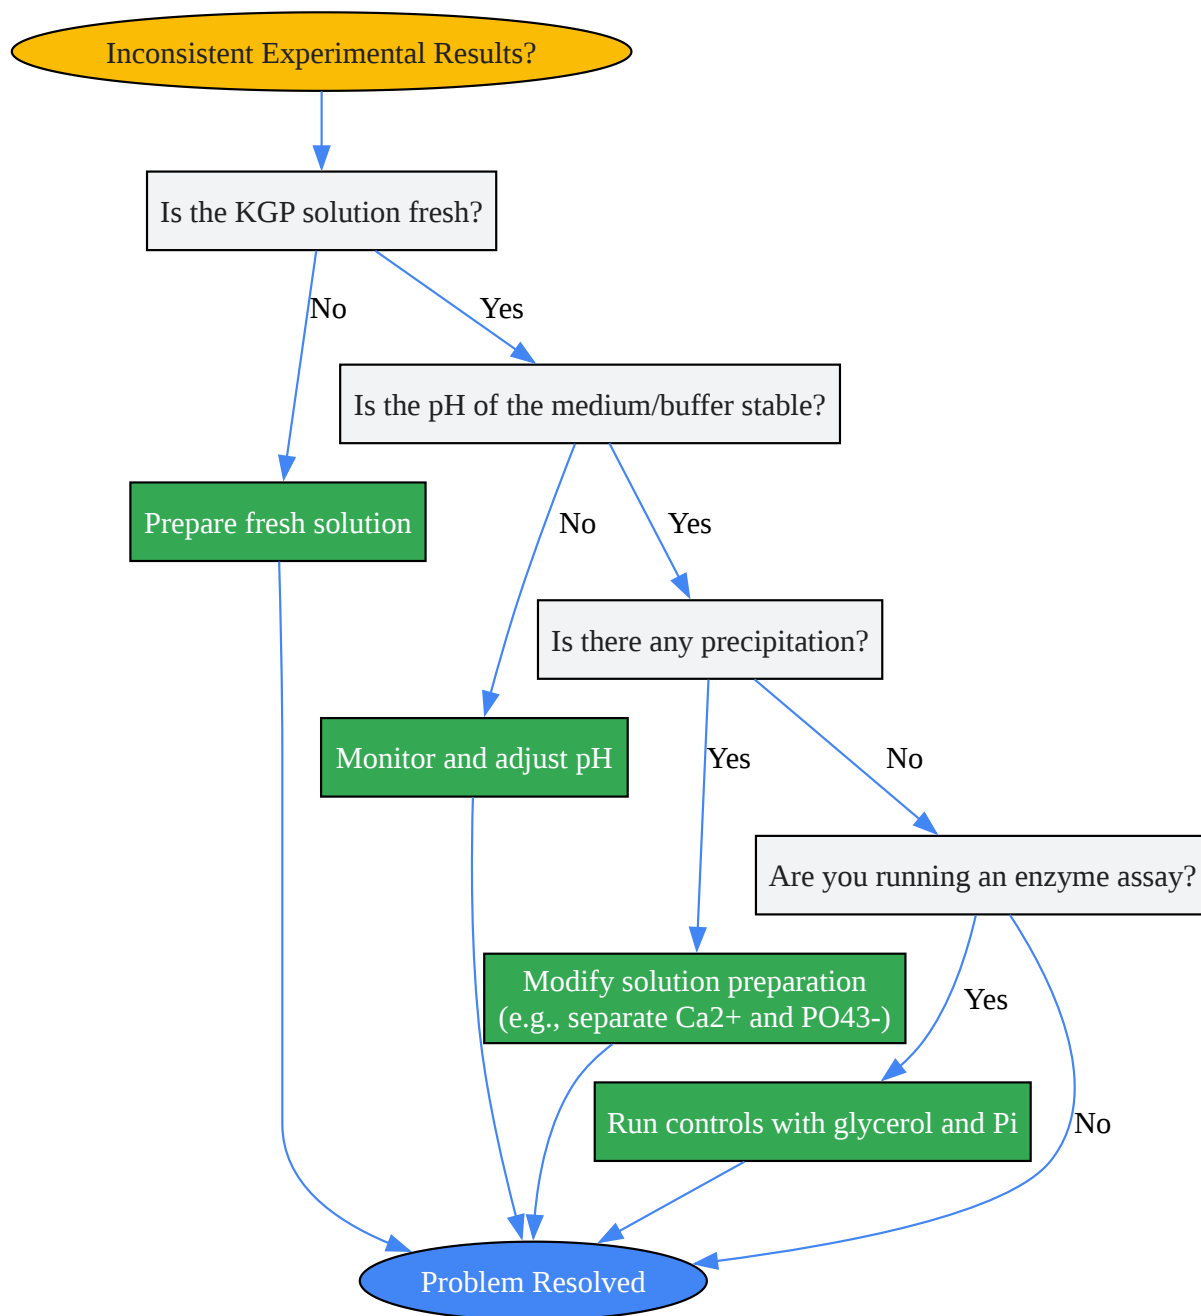 Inconsistent Experimental Results?
Is the KGP solution fresh?
No
Yes
Is the pH of the medium/buffer stable?
Prepare fresh solution
No
Yes
Is there any precipitation?
Monitor and adjust pH
Yes
No
Are you running an enzyme assay?
Modify solution preparation
(e.g., separate Ca2+ and PO43-)
Yes
Run controls with glycerol and Pi
No
Problem Resolved